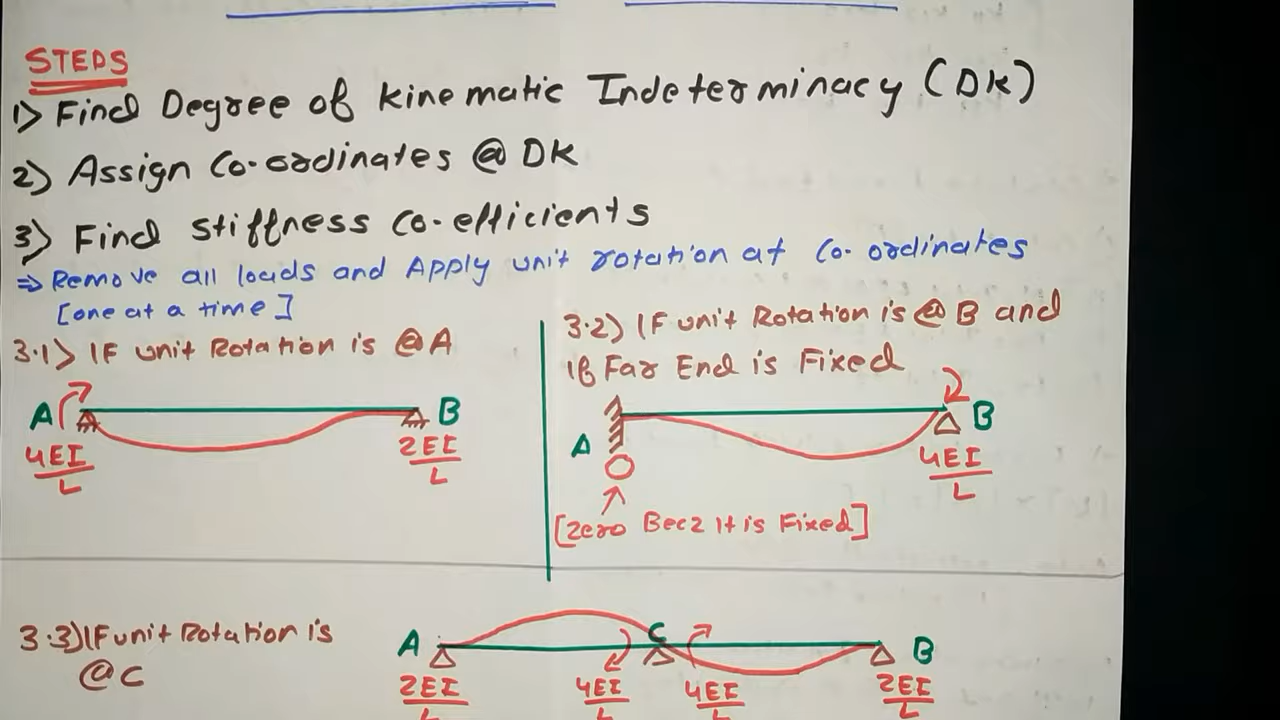 STEPS
1) Find Degree of kinematic Indeterminacy (DK)
2) Assign Co-ordinates @ DK
3) Find stiffness co-efficients
⇒ Remove all loads and Apply unit rotation at Co-ordinates
[one at a time]
3.1) IF unit Rotation is @ A
A B
4EI/L 2EI/L
3.2) IF unit Rotation is @ B and
If Far End is Fixed
A B
O 4EI/L
[Zero Becz It is Fixed]
3.3) IF unit Rotation is
@ C
A C B
2EI/L 4EI/L 4EI/L 2EI/L